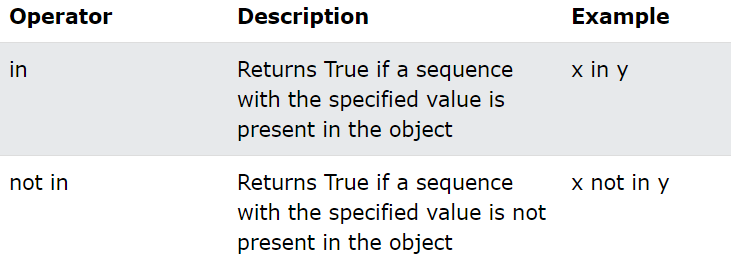 Operator Description Example
in Returns True if a sequence x in y
with the specified value is
present in the object
not in Returns True if a sequence x not in y
with the specified value is not
present in the object